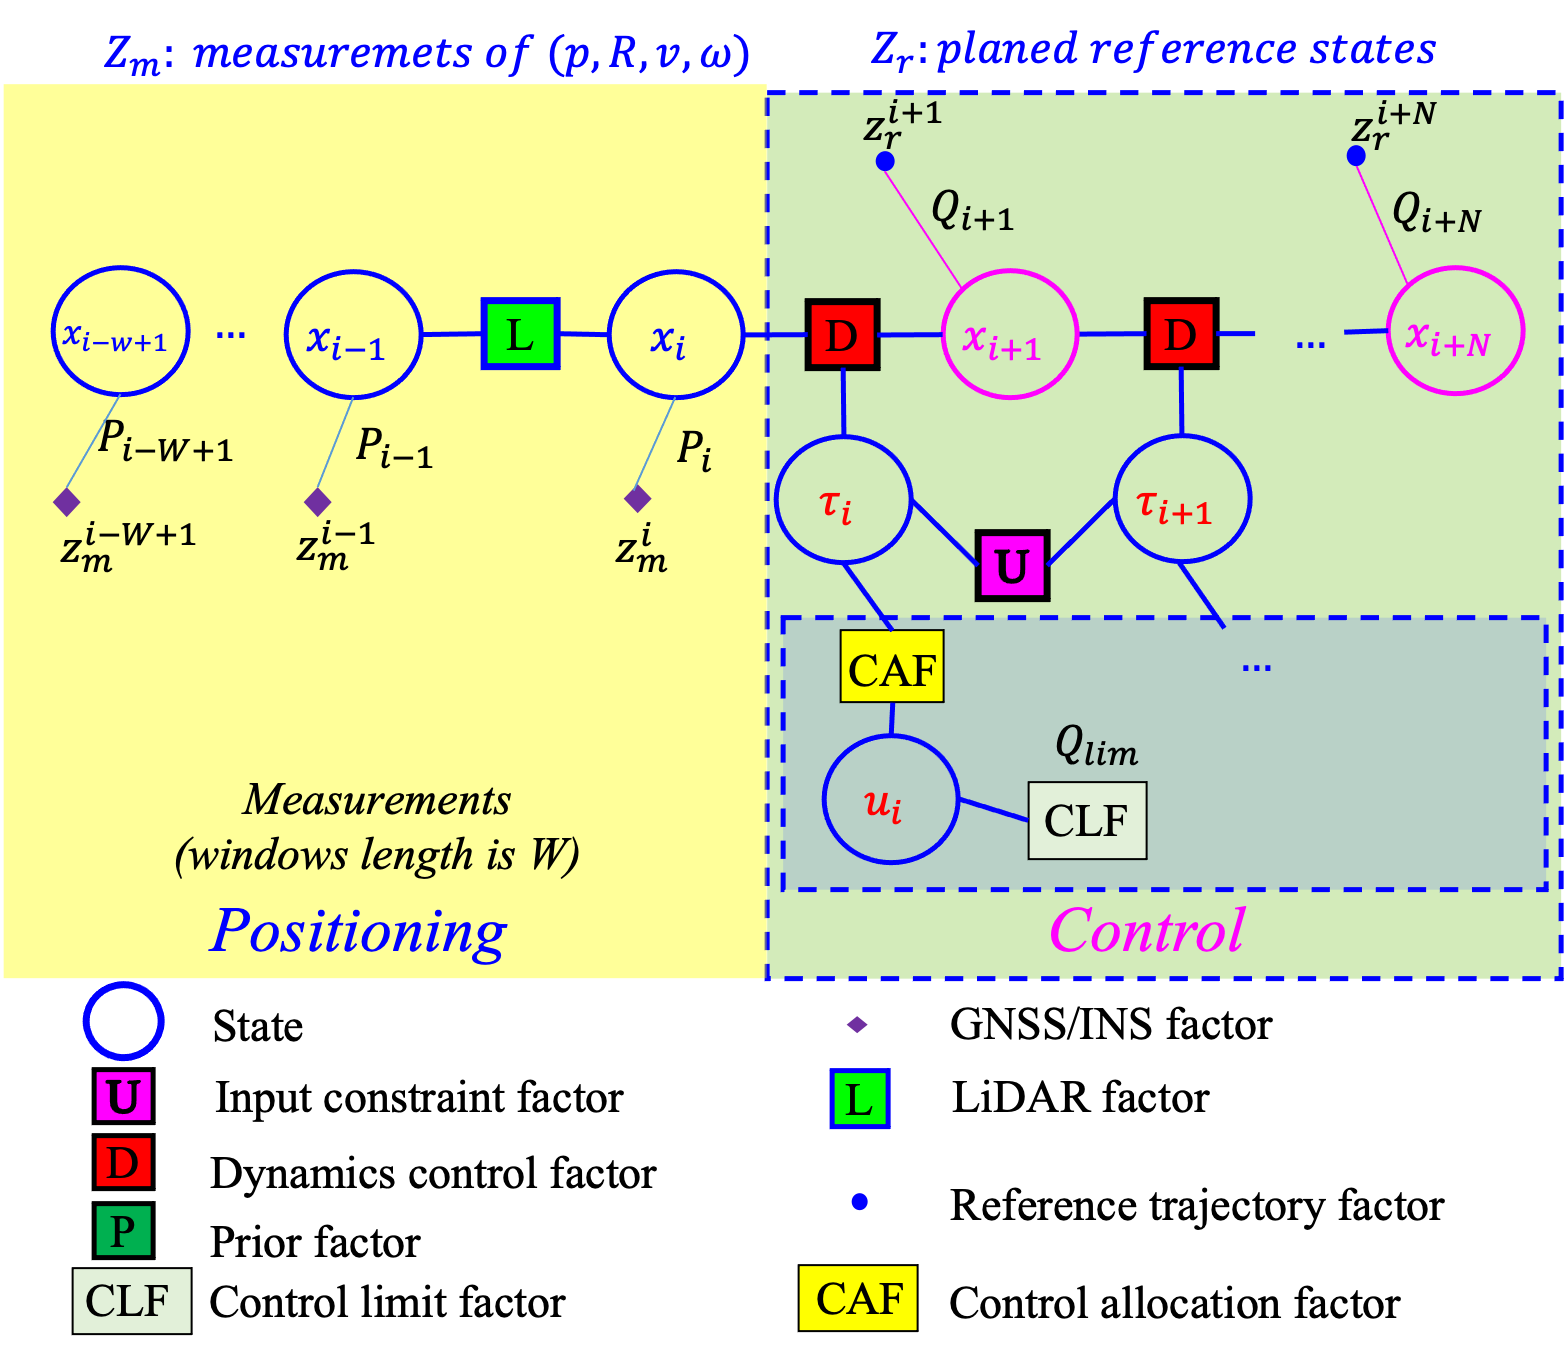 Z_m: measuremets of (p, R, v, ω)
Z_r: planed reference states
z_r^{i+1}
z_r^{i+N}
Q_{i+1}
Q_{i+N}
x_{i-w+1}
...
x_{i-1}
L
x_i
D
x_{i+1}
D
...
x_{i+N}
P_{i-W+1}
P_{i-1}
P_i
z_m^{i-W+1}
z_m^{i-1}
z_m^i
τ_i
τ_{i+1}
U
CAF
...
Q_{lim}
u_i
CLF
Measurements
(windows length is W)
Positioning
Control
State
GNSS/INS factor
U Input constraint factor
L LiDAR factor
D Dynamics control factor
Reference trajectory factor
P Prior factor
CLF Control limit factor
CAF Control allocation factor